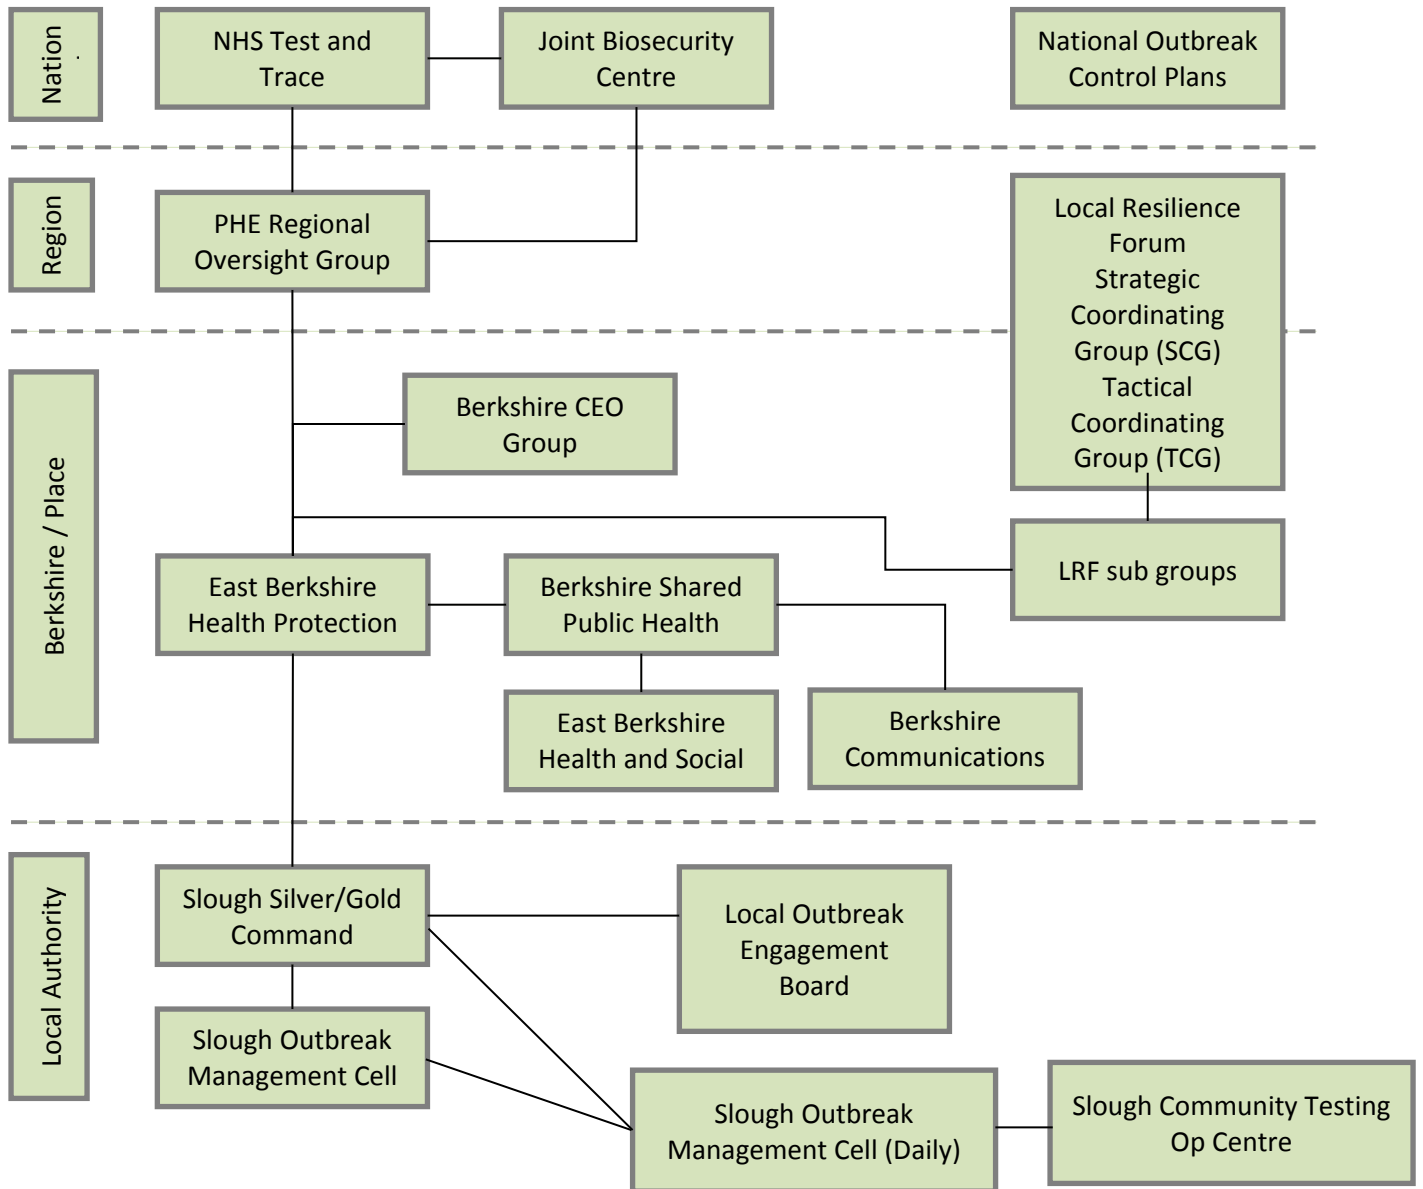 Nation
.
NHS Test and
Trace
Joint Biosecurity
Centre
National Outbreak
Control Plans
Region
PHE Regional
Oversight Group
Local Resilience
Forum
Strategic
Coordinating
Group (SCG)
Tactical
Coordinating
Group (TCG)
Berkshire / Place
Berkshire CEO
Group
LRF sub groups
East Berkshire
Health Protection
Berkshire Shared
Public Health
East Berkshire
Health and Social
Berkshire
Communications
Local Authority
Slough Silver/Gold
Command
Local Outbreak
Engagement
Board
Slough Outbreak
Management Cell
Slough Outbreak
Management Cell (Daily)
Slough Community Testing
Op Centre